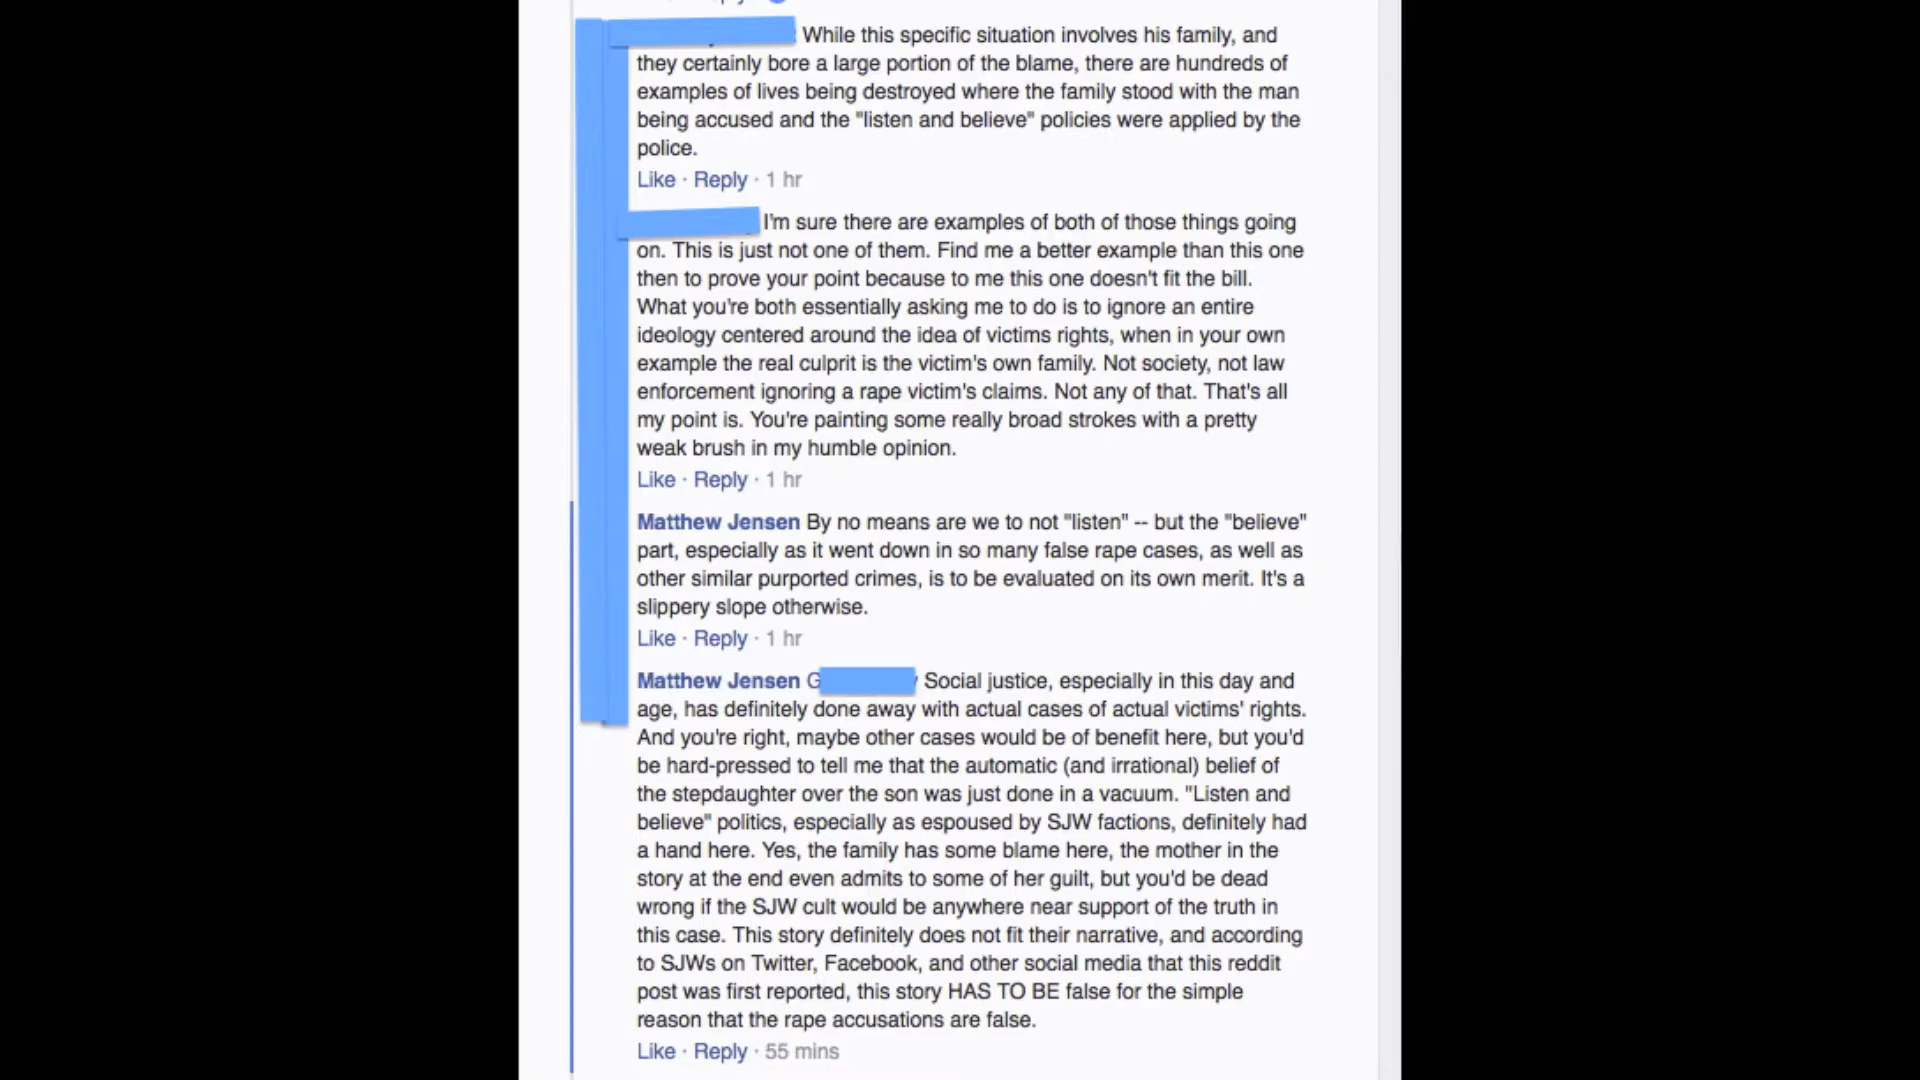 While this specific situation involves his family, and
they certainly bore a large portion of the blame, there are hundreds of
examples of lives being destroyed where the family stood with the man
being accused and the "listen and believe" policies were applied by the
police.
Like · Reply · 1 hr
I'm sure there are examples of both of those things going
on. This is just not one of them. Find me a better example than this one
then to prove your point because to me this one doesn't fit the bill.
What you're both essentially asking me to do is to ignore an entire
ideology centered around the idea of victims rights, when in your own
example the real culprit is the victim's own family. Not society, not law
enforcement ignoring a rape victim's claims. Not any of that. That's all
my point is. You're painting some really broad strokes with a pretty
weak brush in my humble opinion.
Like · Reply · 1 hr
Matthew Jensen By no means are we to not "listen" -- but the "believe"
part, especially as it went down in so many false rape cases, as well as
other similar purported crimes, is to be evaluated on its own merit. It's a
slippery slope otherwise.
Like · Reply · 1 hr
Matthew Jensen G Social justice, especially in this day and
age, has definitely done away with actual cases of actual victims' rights.
And you're right, maybe other cases would be of benefit here, but you'd
be hard-pressed to tell me that the automatic (and irrational) belief of
the stepdaughter over the son was just done in a vacuum. "Listen and
believe" politics, especially as espoused by SJW factions, definitely had
a hand here. Yes, the family has some blame here, the mother in the
story at the end even admits to some of her guilt, but you'd be dead
wrong if the SJW cult would be anywhere near support of the truth in
this case. This story definitely does not fit their narrative, and according
to SJWs on Twitter, Facebook, and other social media that this reddit
post was first reported, this story HAS TO BE false for the simple
reason that the rape accusations are false.
Like · Reply · 55 mins